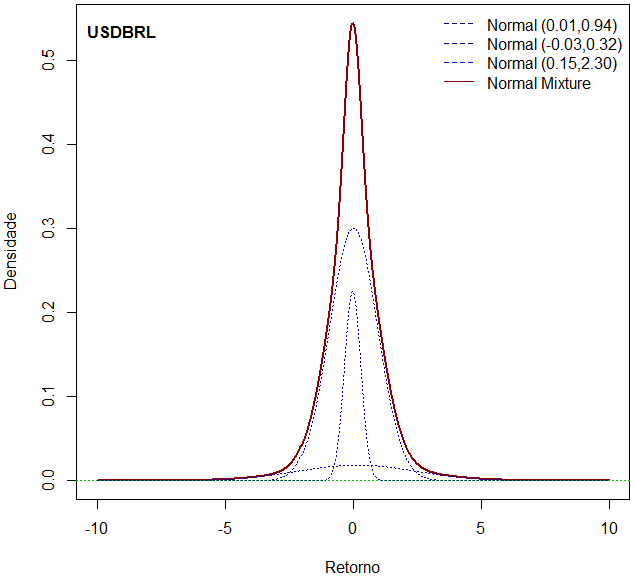 USDBRL
Normal (0.01,0.94)
Normal (-0.03,0.32)
Normal (0.15,2.30)
Normal Mixture
Densidade
0.5
0.4
0.3
0.2
0.1
0.0
-10 -5 0 5 10
Retorno